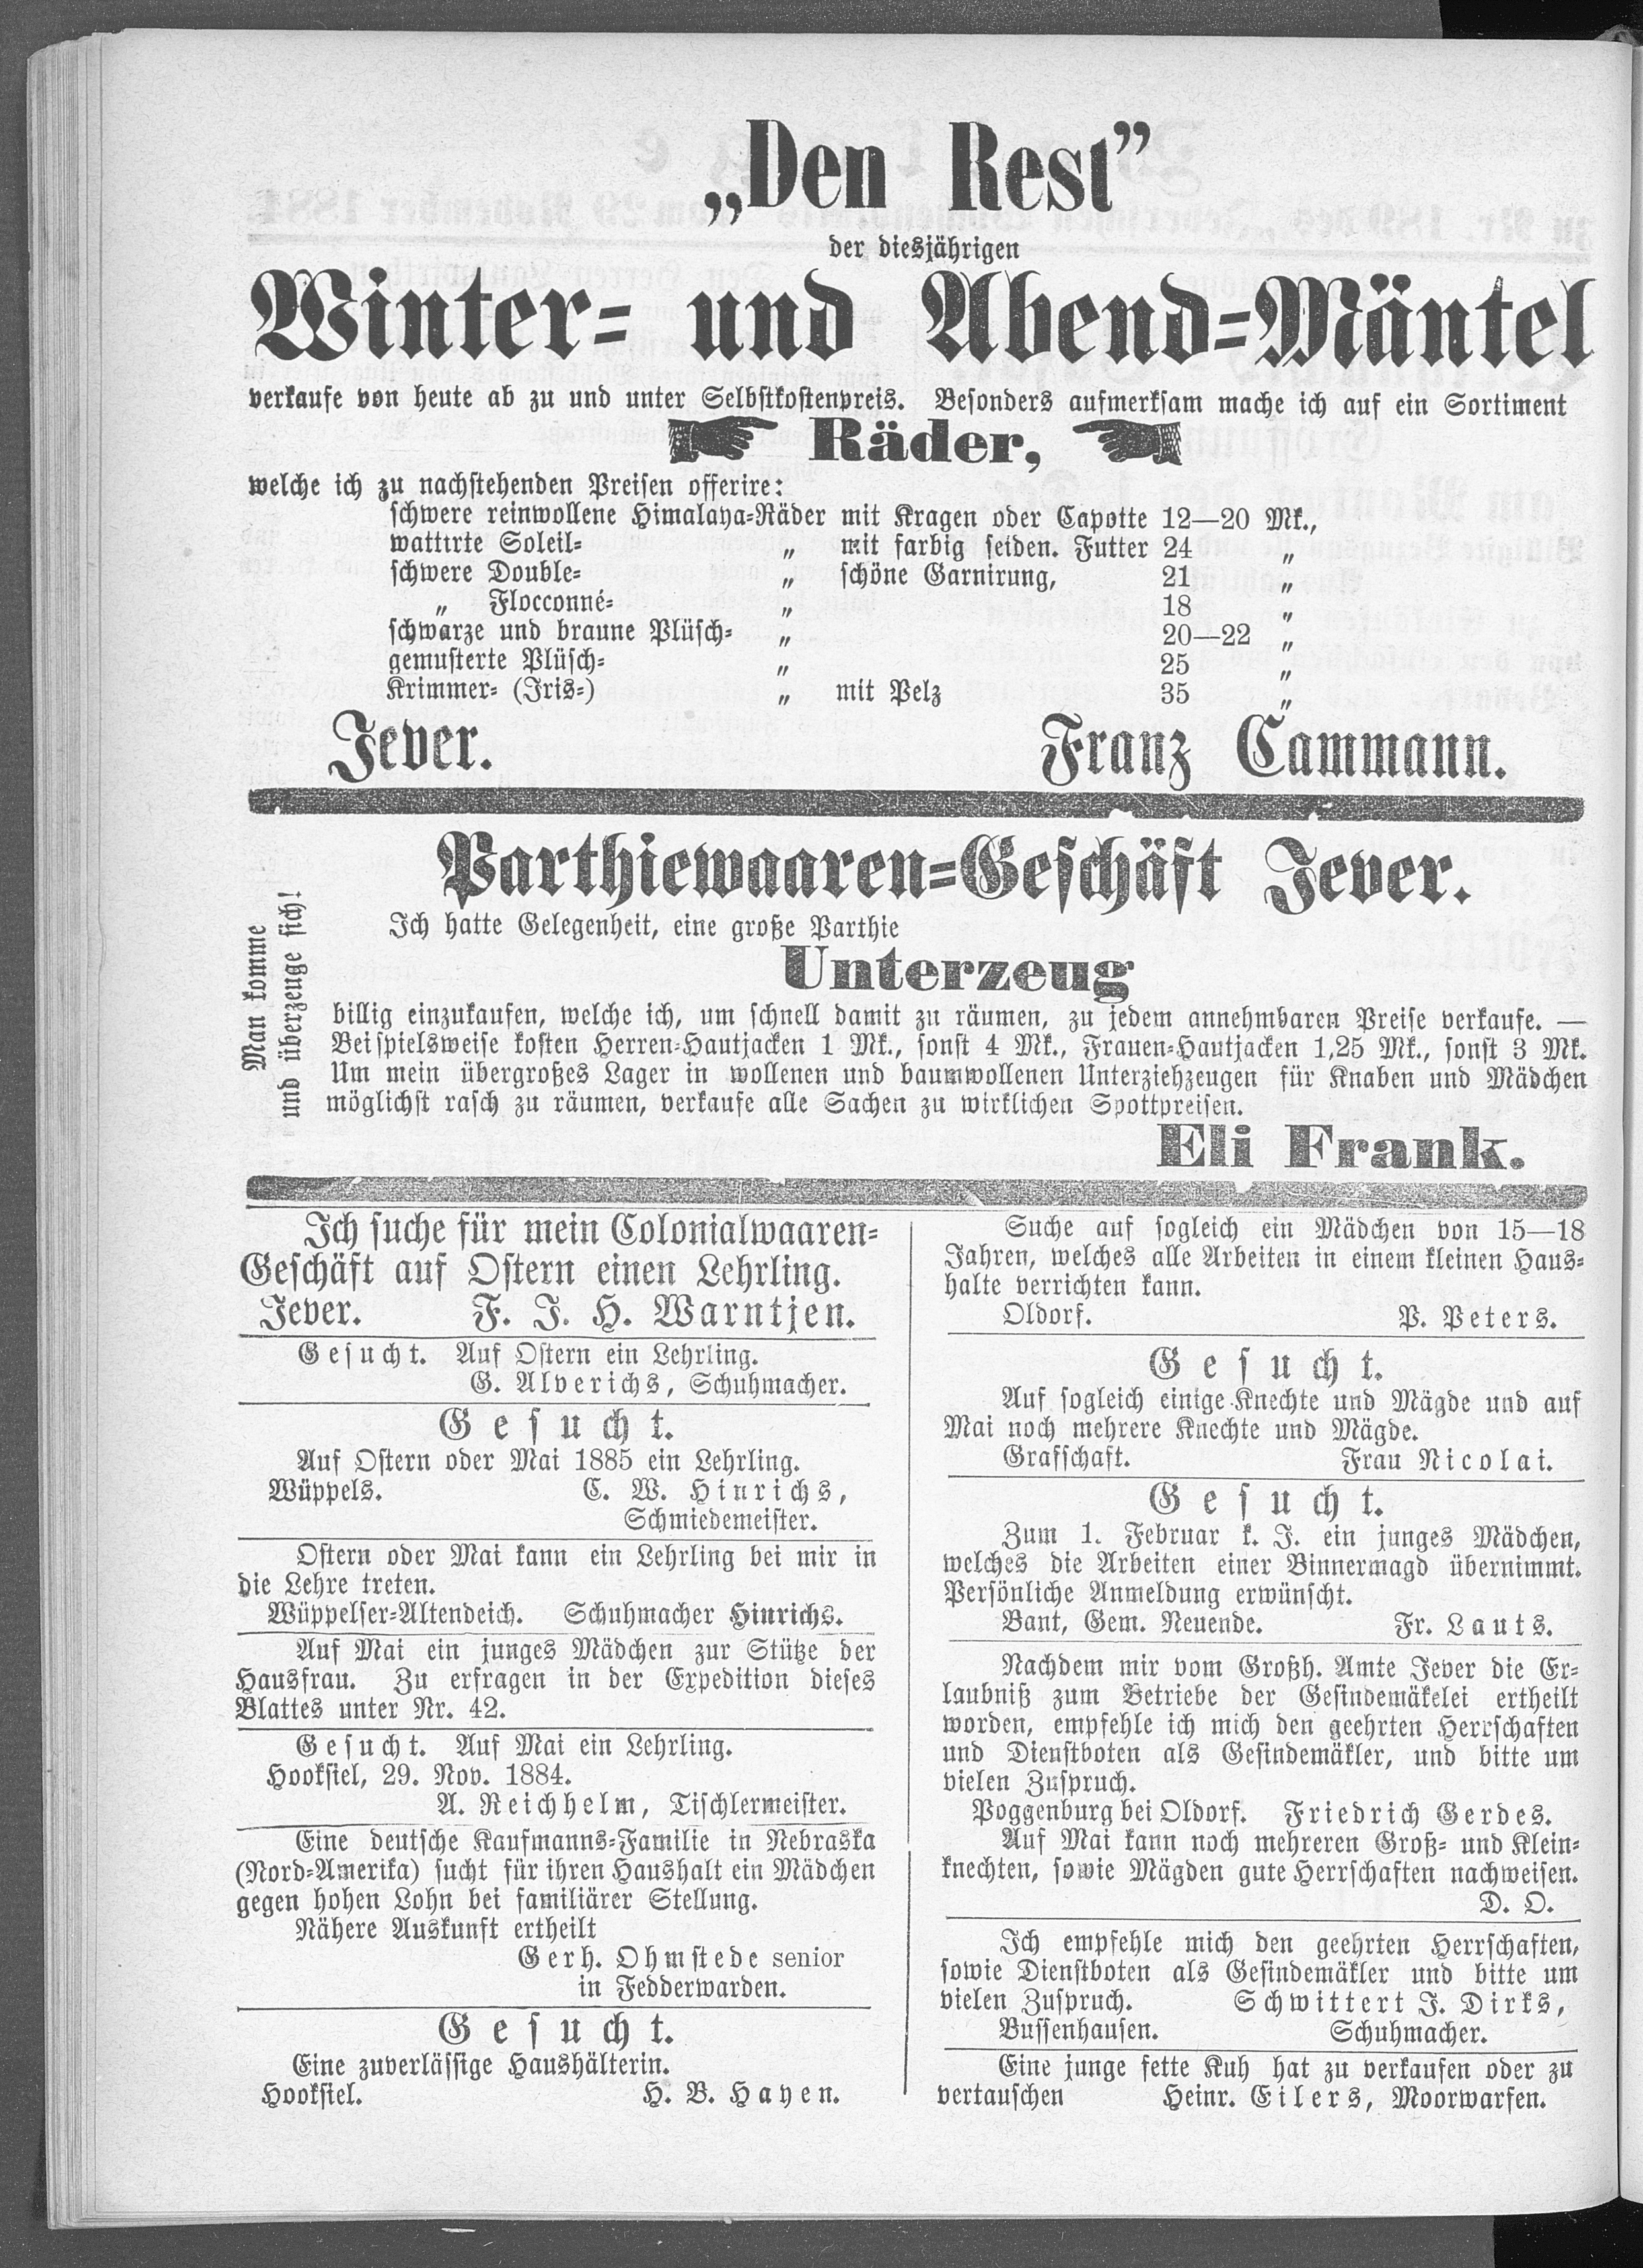 „Den Rest”
der diesjährigen
Winter- und Abend-Mäntel
verkaufe von heute ab zu und unter Selbstkostenpreis. Besonders aufmerksam mache ich auf ein Sortiment
Räder,
welche ich zu nachstehenden Preisen offerire:
schwere reinwollene Himalaya-Räder mit Kragen oder Capotte 12—20 Mk.,
wattirte Soleil- „ mit farbig seiden. Futter 24 „
schwere Double- „ schöne Garnirung, 21 „
„ Flocconné- „ 18 „
schwarze und braune Plüsch- „ 20—22 „
gemusterte Plüsch- „ 25 „
Krimmer- (Iris-) „ mit Pelz 35 „
Jever. Franz Cammann.
Parthiewaaren-Geschäft Jever.
Man komme
und überzeuge sich!
Ich hatte Gelegenheit, eine große Parthie
Unterzeug
billig einzukaufen, welche ich, um schnell damit zu räumen, zu jedem annehmbaren Preise verkaufe. —
Beispielsweise kosten Herren-Hautjacken 1 Mk., sonst 4 Mk., Frauen-Hautjacken 1,25 Mk., sonst 3 Mk.
Um mein übergroßes Lager in wollenen und baumwollenen Unterziehzeugen für Knaben und Mädchen
möglichst rasch zu räumen, verkaufe alle Sachen zu wirklichen Spottpreisen.
Eli Frank.
Ich suche für mein Colonialwaaren-
Geschäft auf Ostern einen Lehrling.
Jever. F. J. H. Warntjen.
Gesucht. Auf Ostern ein Lehrling.
G. Alverichs, Schuhmacher.
Gesucht.
Auf Ostern oder Mai 1885 ein Lehrling.
Wüppels. C. W. Hinrichs,
Schmiedemeister.
Ostern oder Mai kann ein Lehrling bei mir in
die Lehre treten.
Wüppelser-Altendeich. Schuhmacher Hinrichs.
Auf Mai ein junges Mädchen zur Stütze der
Hausfrau. Zu erfragen in der Expedition dieses
Blattes unter Nr. 42.
Gesucht. Auf Mai ein Lehrling.
Hooksiel, 29. Nov. 1884.
A. Reichhelm, Tischlermeister.
Eine deutsche Kaufmanns-Familie in Nebraska
(Nord-Amerika) sucht für ihren Haushalt ein Mädchen
gegen hohen Lohn bei familiärer Stellung.
Nähere Auskunft ertheilt
Gerh. Ohmstede senior
in Fedderwarden.
Gesucht.
Eine zuverlässige Haushälterin.
Hooksiel. H. B. Hayen.
Suche auf sogleich ein Mädchen von 15—18
Jahren, welches alle Arbeiten in einem kleinen Haus-
halte verrichten kann.
Oldorf. P. Peters.
Gesucht.
Auf sogleich einige Knechte und Mägde und auf
Mai noch mehrere Knechte und Mägde.
Grafschaft. Frau Nicolai.
Gesucht.
Zum 1. Februar k. J. ein junges Mädchen,
welches die Arbeiten einer Binnermagd übernimmt.
Persönliche Anmeldung erwünscht.
Bant, Gem. Neuende. Fr. Lauts.
Nachdem mir vom Großh. Amte Jever die Er-
laubniß zum Betriebe der Gesindemäkelei ertheilt
worden, empfehle ich mich den geehrten Herrschaften
und Dienstboten als Gesindemäkler, und bitte um
vielen Zuspruch.
Poggenburg bei Oldorf. Friedrich Gerdes.
Auf Mai kann noch mehreren Groß- und Klein-
knechten, sowie Mägden gute Herrschaften nachweisen.
D. O.
Ich empfehle mich den geehrten Herrschaften,
sowie Dienstboten als Gesindemäkler und bitte um
vielen Zuspruch. Schwittert J. Dirks,
Bussenhausen. Schuhmacher.
Eine junge fette Kuh hat zu verkaufen oder zu
vertauschen Heinr. Eilers, Moorwarfen.